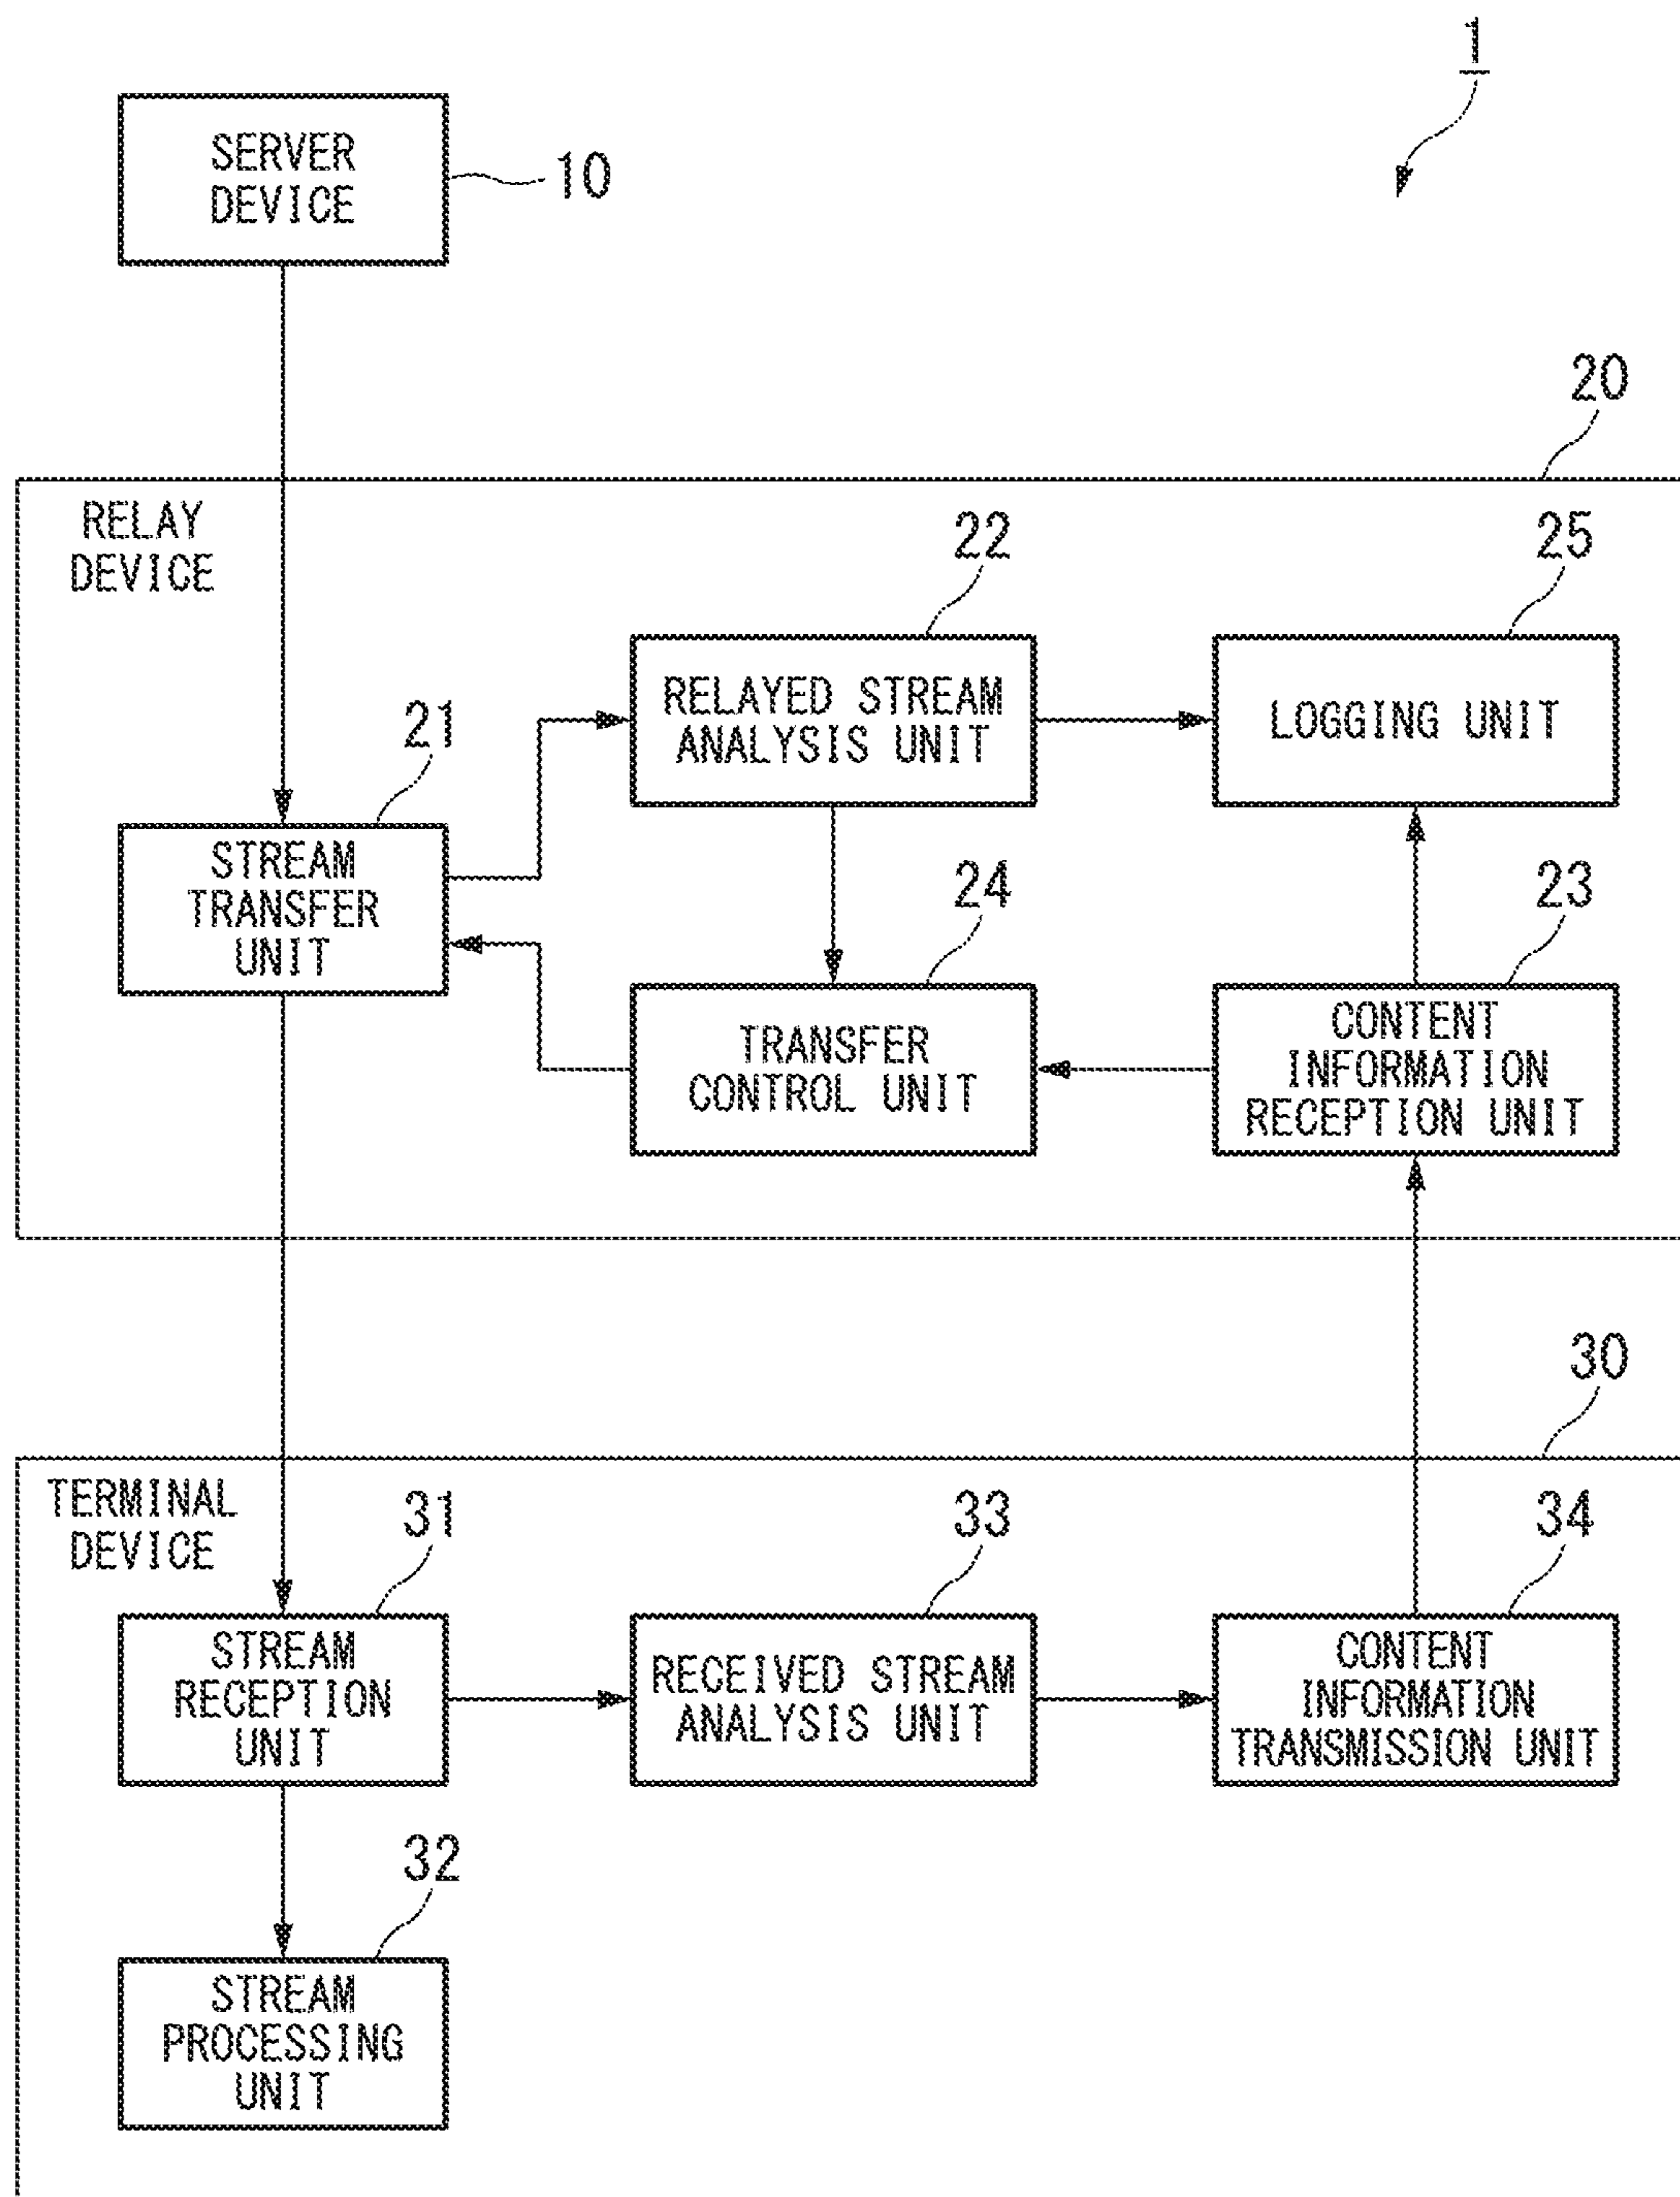 1
SERVER
DEVICE
10
20
RELAY
DEVICE
22
25
RELAYED STREAM
ANALYSIS UNIT
LOGGING UNIT
21
STREAM
TRANSFER
UNIT
24
23
TRANSFER
CONTROL UNIT
CONTENT
INFORMATION
RECEPTION UNIT
30
TERMINAL
DEVICE
31
33
34
STREAM
RECEPTION
UNIT
RECEIVED STREAM
ANALYSIS UNIT
CONTENT
INFORMATION
TRANSMISSION UNIT
32
STREAM
PROCESSING
UNIT